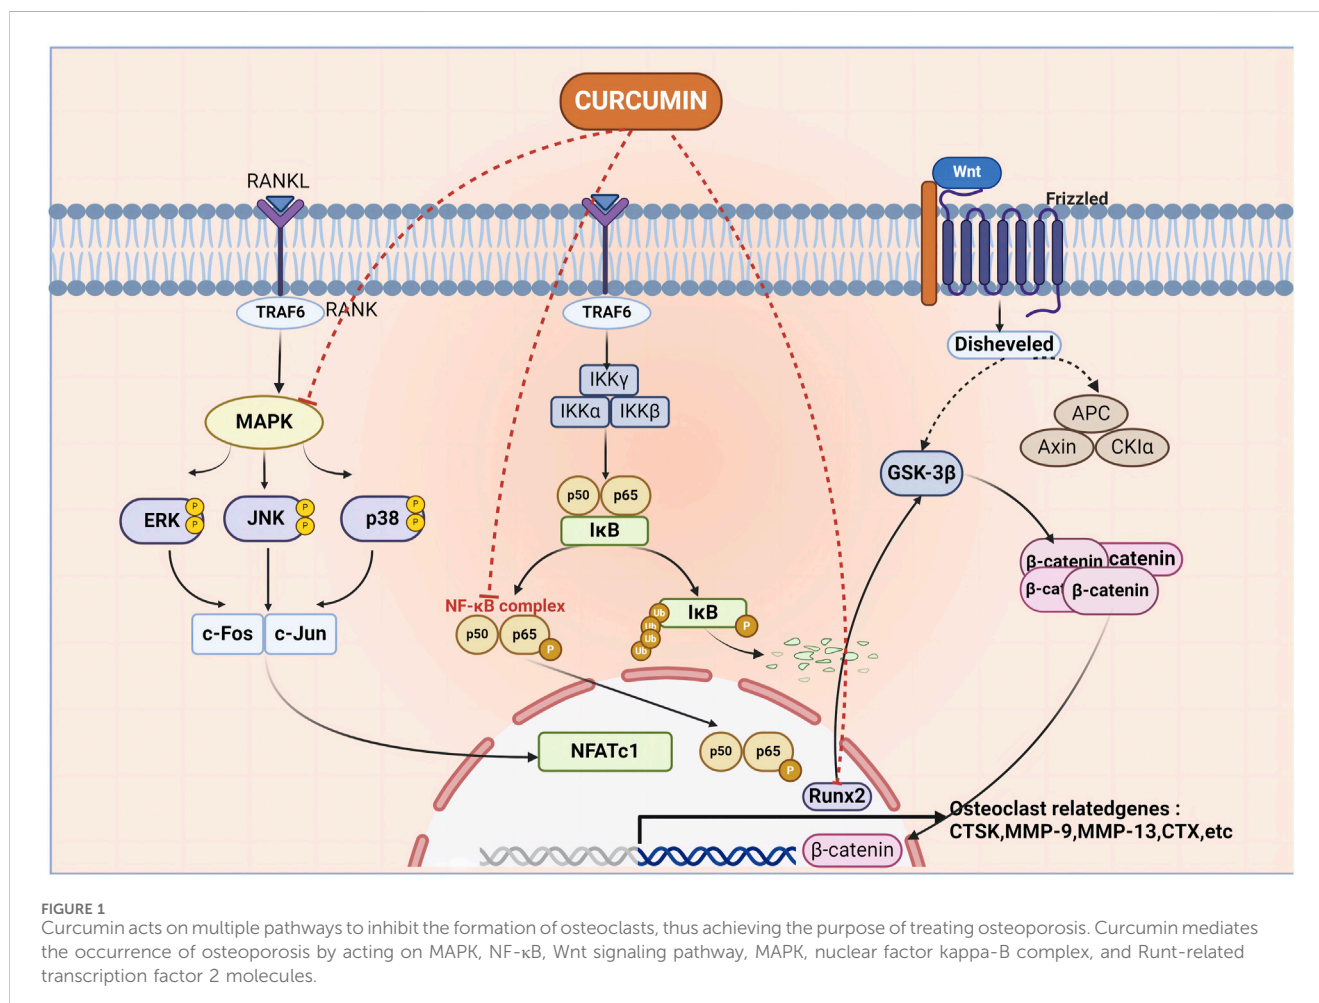 CURCUMIN
RANKL
Wnt
Frizzled
TRAF6
RANK
TRAF6
Disheveled
IKKγ
IKKα
IKKβ
MAPK
APC
Axin
CKIα
GSK-3β
p50
p65
IκB
ERK
P
P
JNK
P
P
p38
P
P
β-catenin
catenin
β-cat
β-catenin
NF-κB complex
p50
p65
P
IκB
P
Ub
Ub
Ub
Ub
c-Fos
c-Jun
NFATc1
p50
p65
P
Runx2
Osteoclast relatedgenes :
CTSK,MMP-9,MMP-13,CTX,etc
β-catenin
FIGURE 1
Curcumin acts on multiple pathways to inhibit the formation of osteoclasts, thus achieving the purpose of treating osteoporosis. Curcumin mediates
the occurrence of osteoporosis by acting on MAPK, NF-κB, Wnt signaling pathway, MAPK, nuclear factor kappa-B complex, and Runt-related
transcription factor 2 molecules.